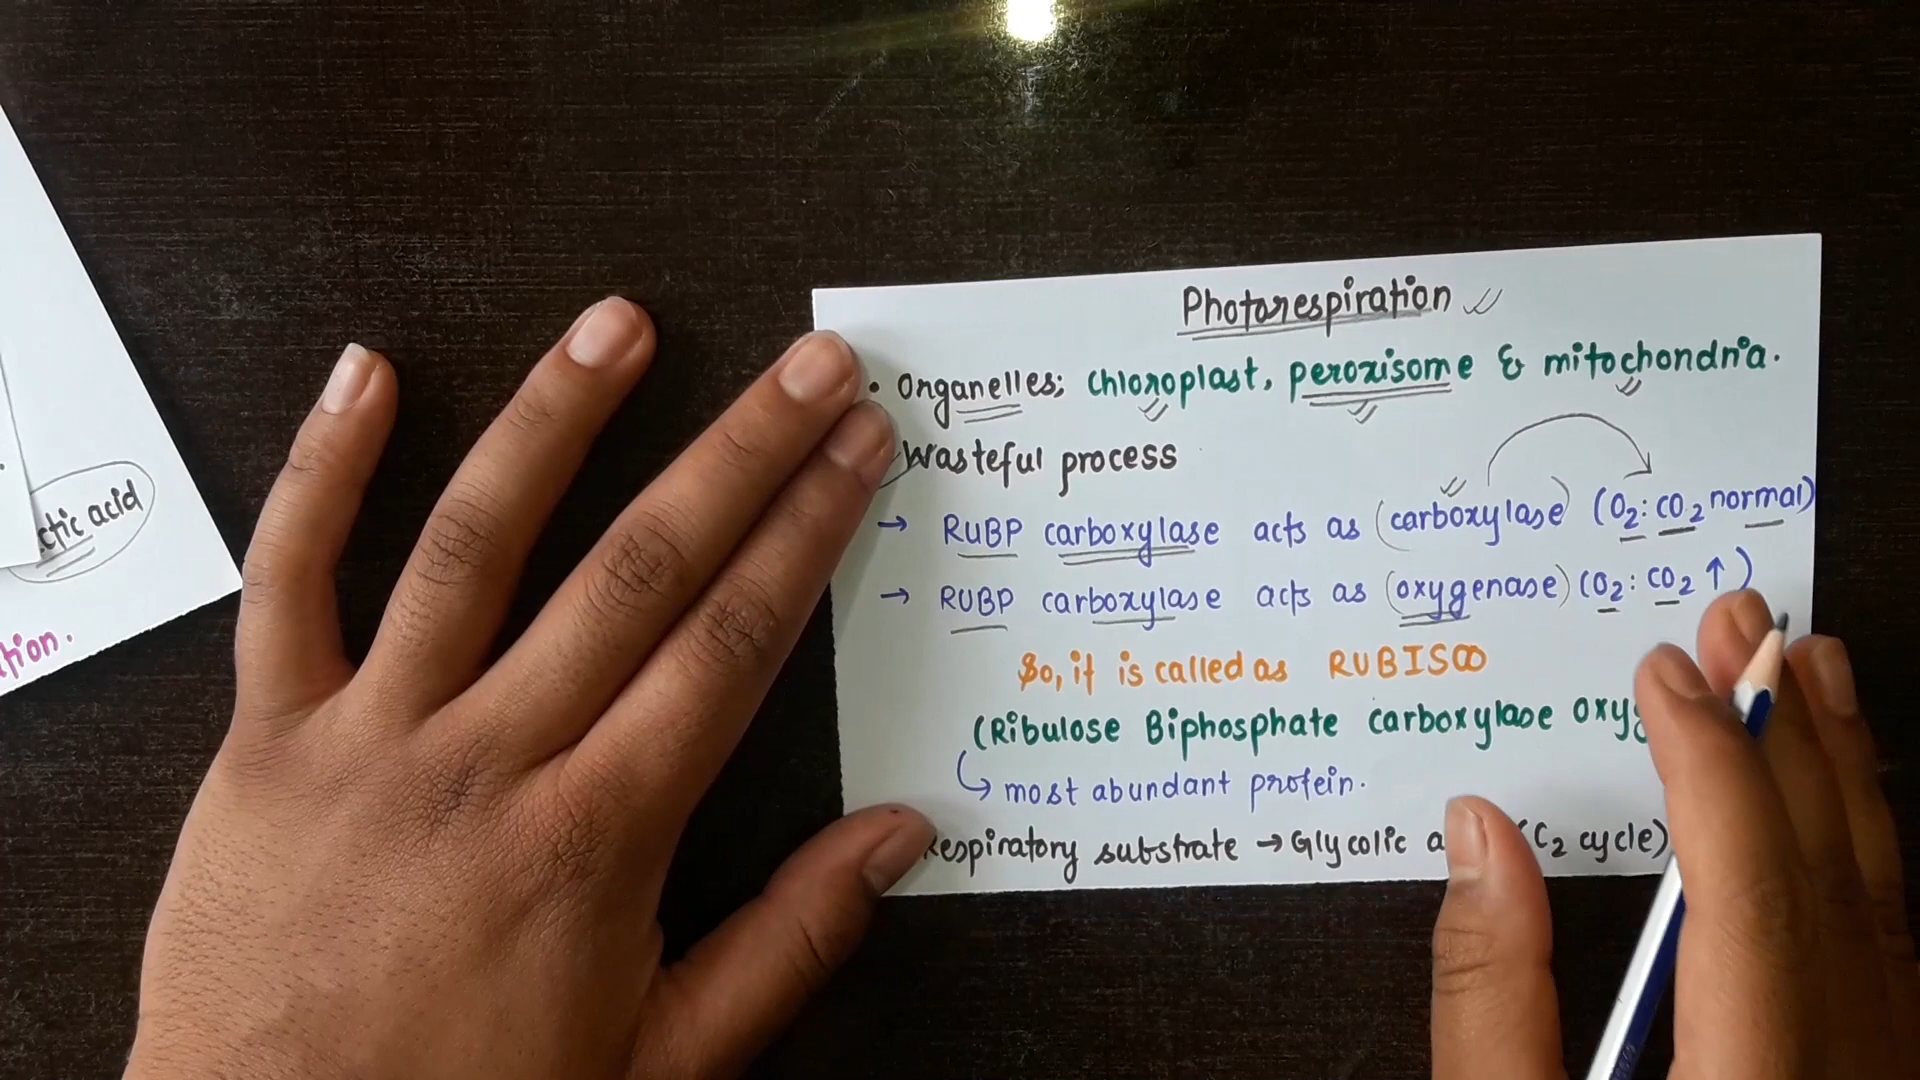 Photorespiration
• Organelles; Chloroplast, peroxisome & mitochondria.
Wasteful process
→ RUBP carboxylase acts as (carboxylase) (O₂:CO₂ normal)
→ RUBP carboxylase acts as (oxygenase) (O₂:CO₂ ↑)
So, it is called as RUBISCO
(Ribulose Biphosphate carboxylase
↳ most abundant protein.
Respiratory substrate → Glycolic (C₂ cycle)
acid